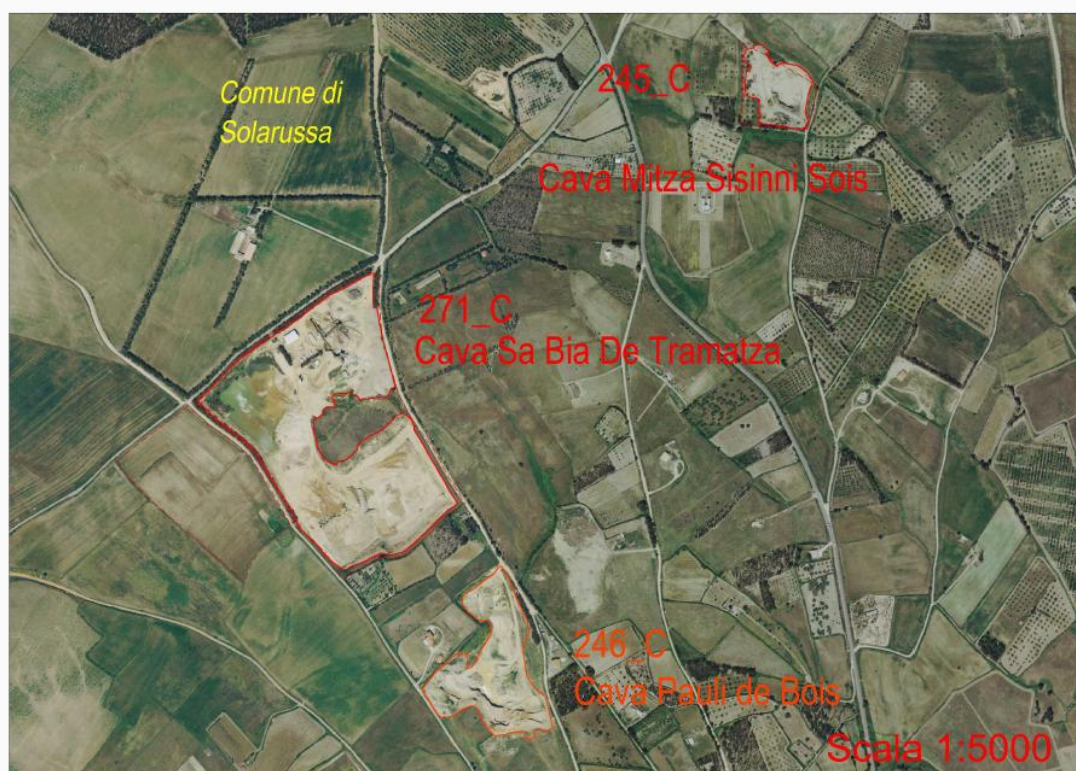 Comune di
Solarussa
245_C
Cava Mitza Sisinni Sois
271_C
Cava Sa Bia De Tramatza
246_C
Cava Pauli de Bois
Scala 1:5000